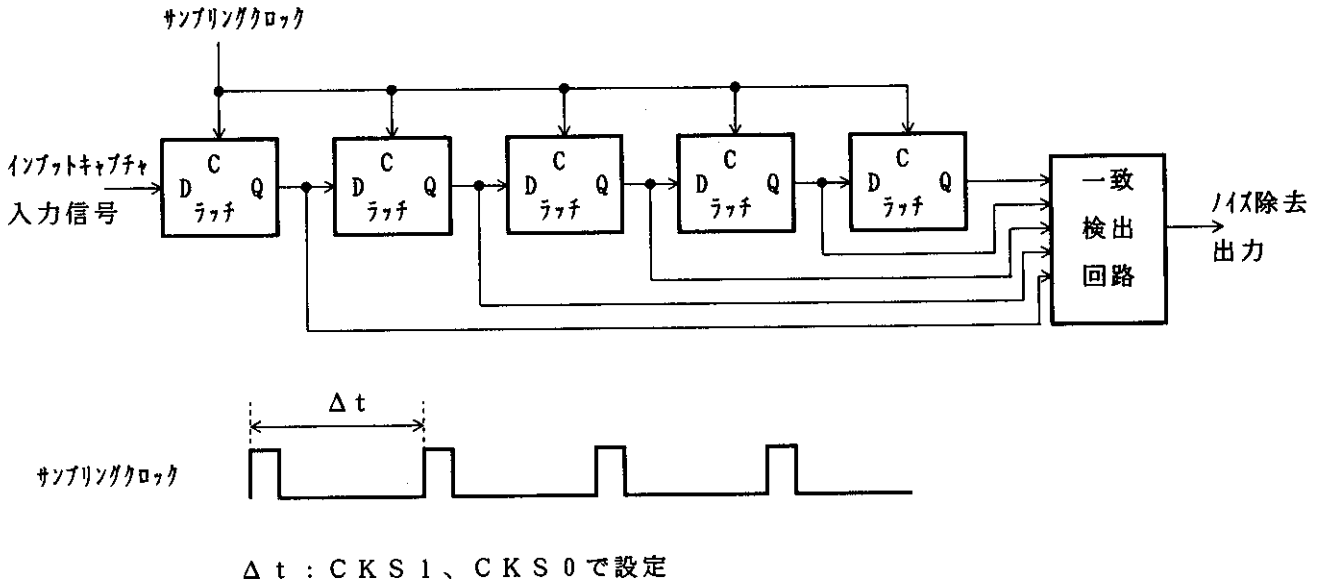 サンプリングクロック
インプットキャプチャ
入力信号
C
D Q
ラッチ
C
D Q
ラッチ
C
D Q
ラッチ
C
D Q
ラッチ
C
D Q
ラッチ
一致
検出
回路
ノイズ除去
出力
Δt
サンプリングクロック
Δt：CKS1、CKS0で設定